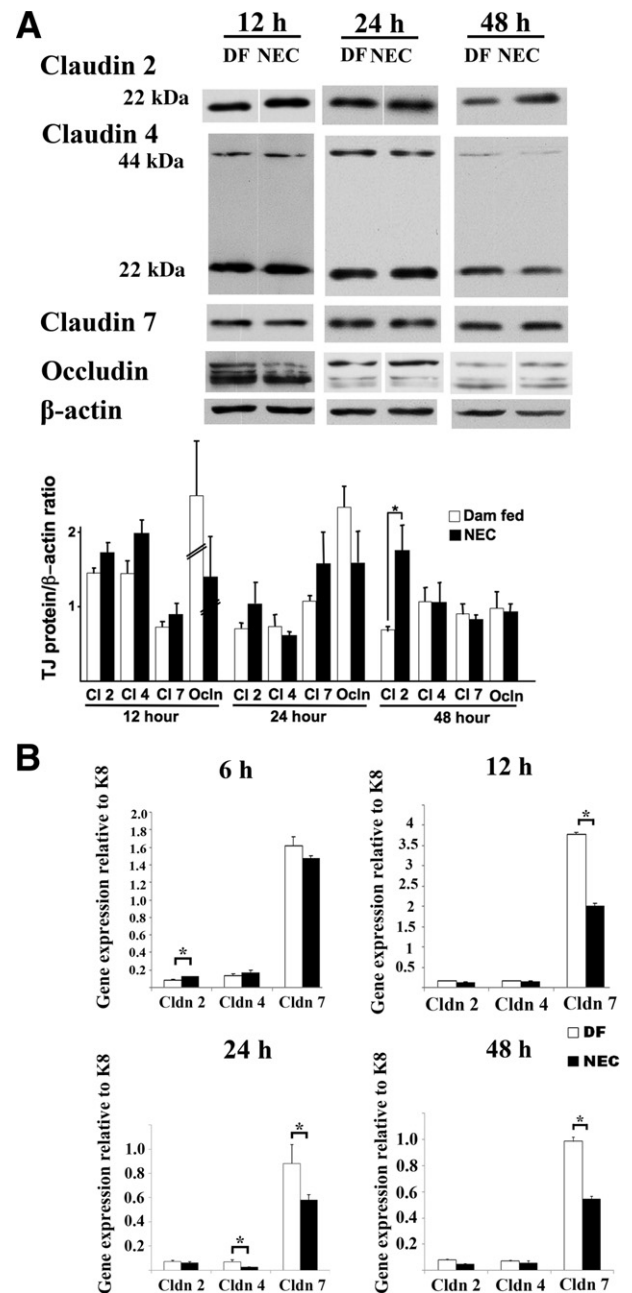 A
12 h 24 h 48 h
DF NEC DF NEC DF NEC
Claudin 2
22 kDa
Claudin 4
44 kDa
22 kDa
Claudin 7
Occludin
β-actin
TJ protein/β-actin ratio
2
1
*
Dam fed
NEC
Cl 2 Cl 4 Cl 7 Ocln Cl 2 Cl 4 Cl 7 Ocln Cl 2 Cl 4 Cl 7 Ocln
12 hour 24 hour 48 hour
B
6 h
Gene expression relative to K8
2.0
1.8
1.6
1.4
1.2
1.0
0.8
0.6
0.4
0.2
*
Cldn 2 Cldn 4 Cldn 7
12 h
Gene expression relative to K8
4
3.5
3
2.5
2
1.5
1
0.5
*
Cldn 2 Cldn 4 Cldn 7
DF
NEC
24 h
Gene expression relative to K8
1.0
0.8
0.6
0.4
0.2
*
*
Cldn 2 Cldn 4 Cldn 7
48 h
Gene expression relative to K8
1.0
0.8
0.6
0.4
0.2
*
Cldn 2 Cldn 4 Cldn 7